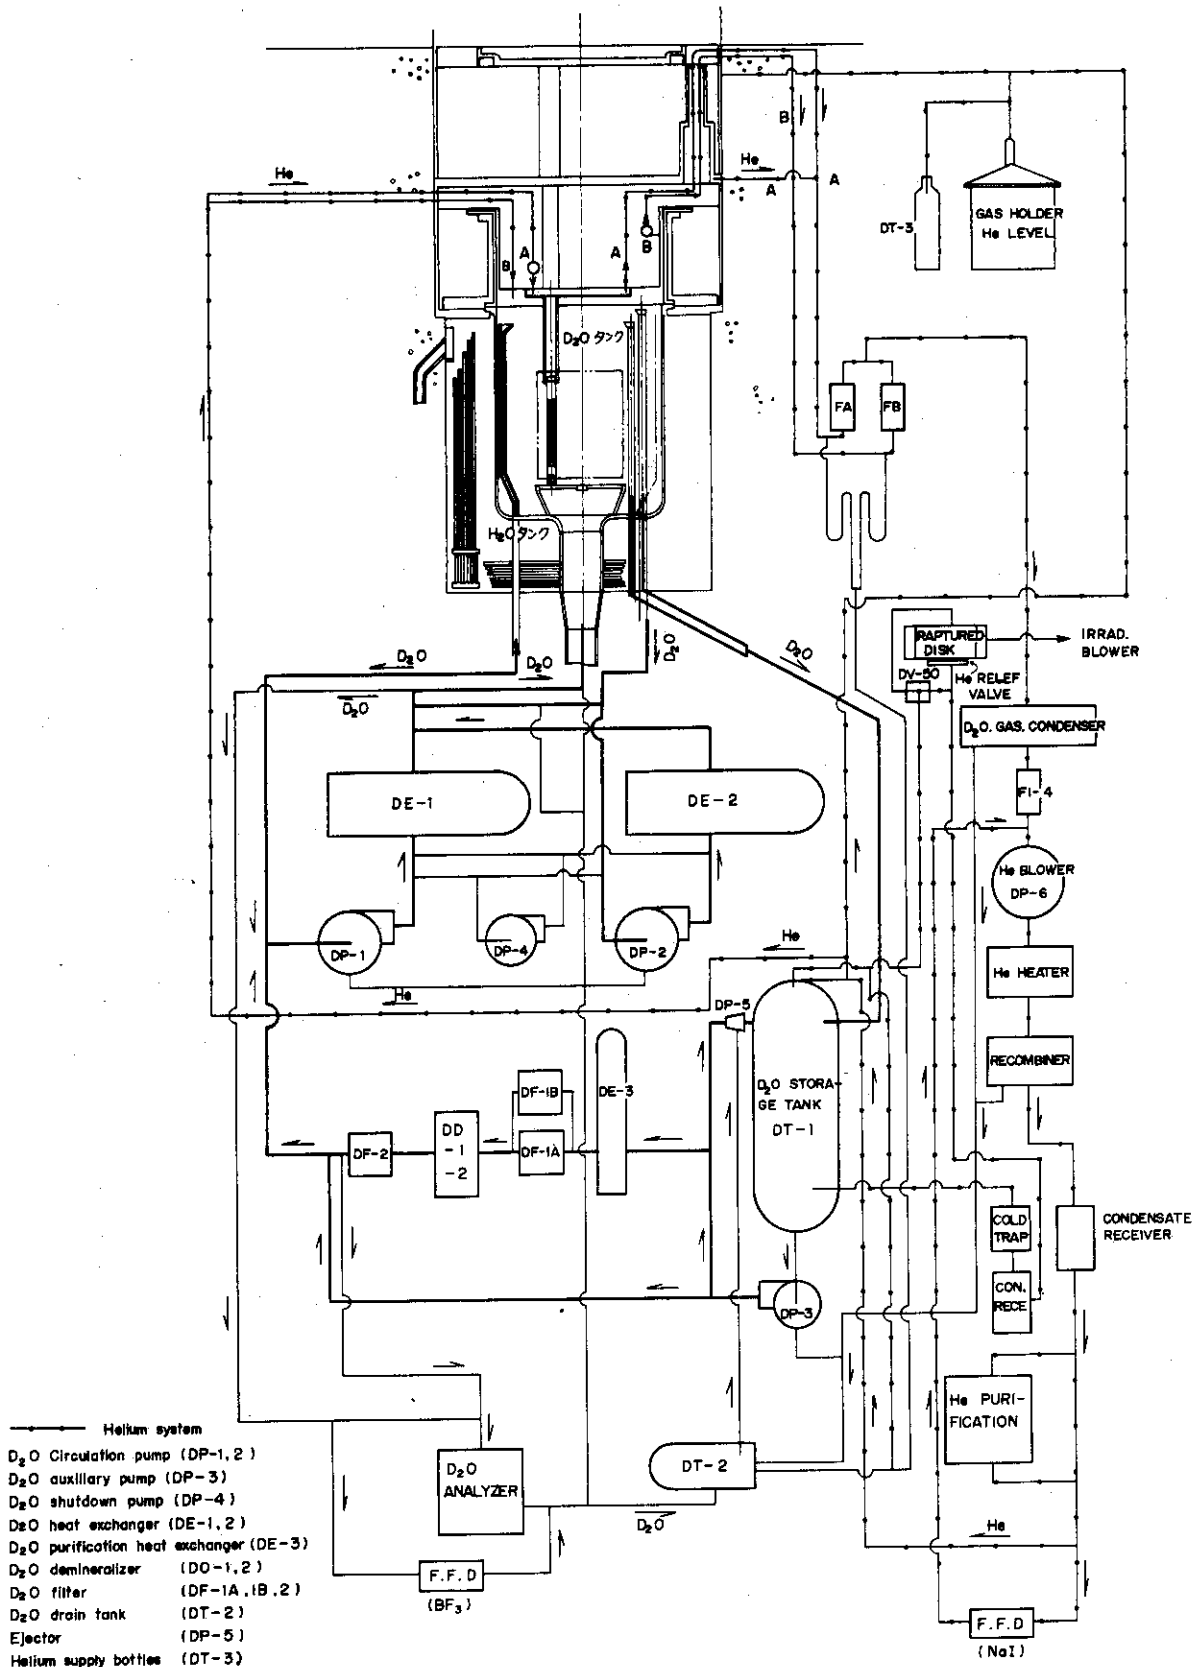 He
He
B
A
A
DT-3
GAS HOLDER
He LEVEL
A
B
A
B
D₂O タンク
FA
FB
H₂O タンク
D₂O
D₂O
D₂O
D₂O
D₂O
RAPTURED
DISK
IRRAD.
BLOWER
DV-50
He RELEF
VALVE
D₂O. GAS. CONDENSER
FI-4
DE-1
DE-2
He BLOWER
DP-6
DP-1
DP-4
DP-2
He
He
He HEATER
DP-5
RECOMBINER
DF-1B
DE-3
D₂O STORA-
GE TANK
DT-1
DF-2
DD
-1
-2
DF-1A
COLD
TRAP
CONDENSATE
RECEIVER
CON.
RECE
DP-3
He PURI-
FICATION
D₂O
ANALYZER
DT-2
D₂O
He
F.F.D
(BF₃)
F.F.D
(NaI)
Helium system
D₂O Circulation pump (DP-1,2)
D₂O auxillary pump (DP-3)
D₂O shutdown pump (DP-4)
D₂O heat exchanger (DE-1,2)
D₂O purification heat exchanger (DE-3)
D₂O demineralizer (DO-1,2)
D₂O filter (DF-1A,1B,2)
D₂O drain tank (DT-2)
Ejector (DP-5)
Helium supply bottles (DT-3)